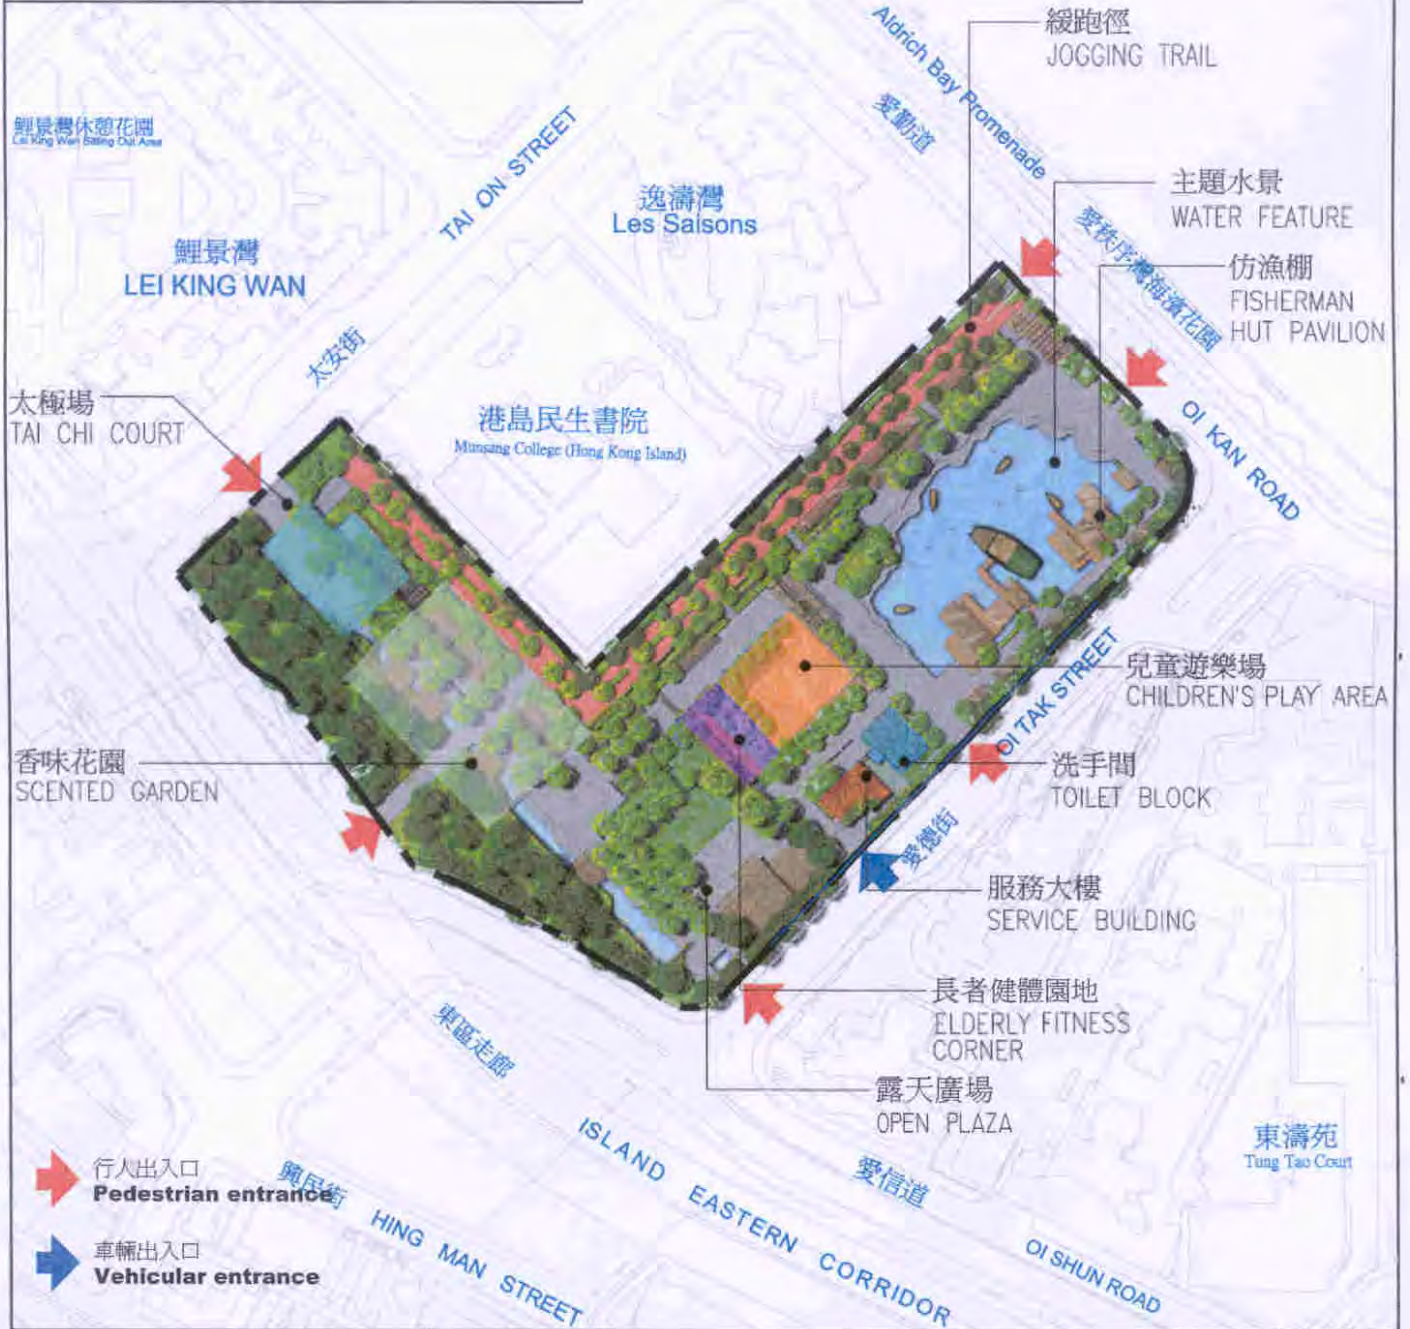 緩跑徑
JOGGING TRAIL
Aldrich Bay Promenade
愛勤道
鯉景灣休憩花園
Lei King Wan Sitting Out Area
TAI ON STREET
逸濤灣
Les Saisons
主題水景
WATER FEATURE
愛秩序灣海濱花園
鯉景灣
LEI KING WAN
仿漁棚
FISHERMAN
HUT PAVILION
太安街
太極場
TAI CHI COURT
港島民生書院
Munsang College (Hong Kong Island)
OI KAN ROAD
兒童遊樂場
CHILDREN'S PLAY AREA
OI TAK STREET
香味花園
SCENTED GARDEN
洗手間
TOILET BLOCK
愛德街
服務大樓
SERVICE BUILDING
長者健體園地
ELDERLY FITNESS
CORNER
東區走廊
露天廣場
OPEN PLAZA
ISLAND EASTERN CORRIDOR
東濤苑
Tung Tao Court
愛信道
OI SHUN ROAD
行人出入口
Pedestrian entrance
興民街
HING MAN STREET
車輛出入口
Vehicular entrance